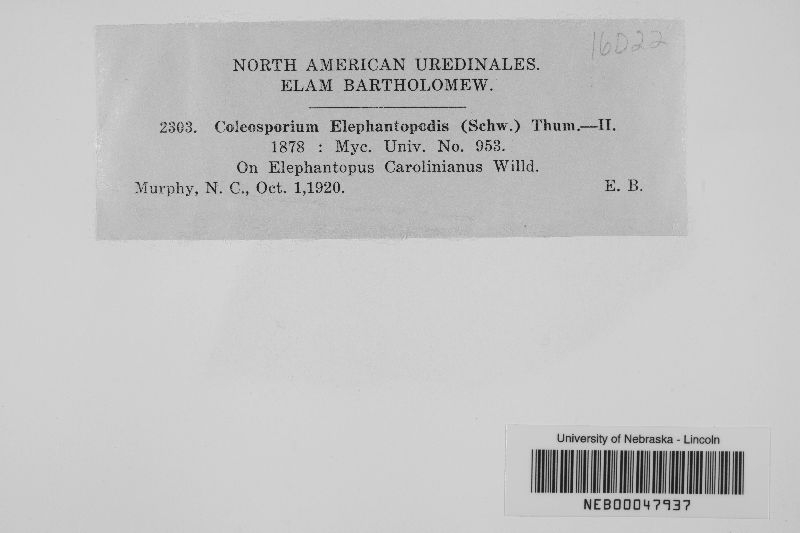 16022
NORTH AMERICAN UREDINALES.
ELAM BARTHOLOMEW.
2303. Coleosporium Elephantopodis (Schw.) Thum.—II.
1878 : Myc. Univ. No. 953.
On Elephantopus Carolinianus Willd.
Murphy, N. C., Oct. 1,1920. E. B.
University of Nebraska - Lincoln
NEB00047937